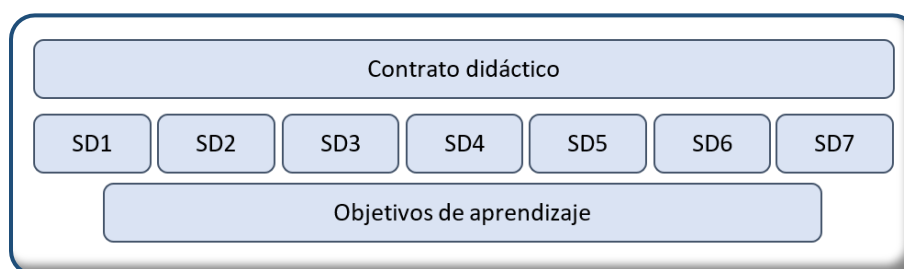 Contrato didáctico
SD1 SD2 SD3 SD4 SD5 SD6 SD7
Objetivos de aprendizaje